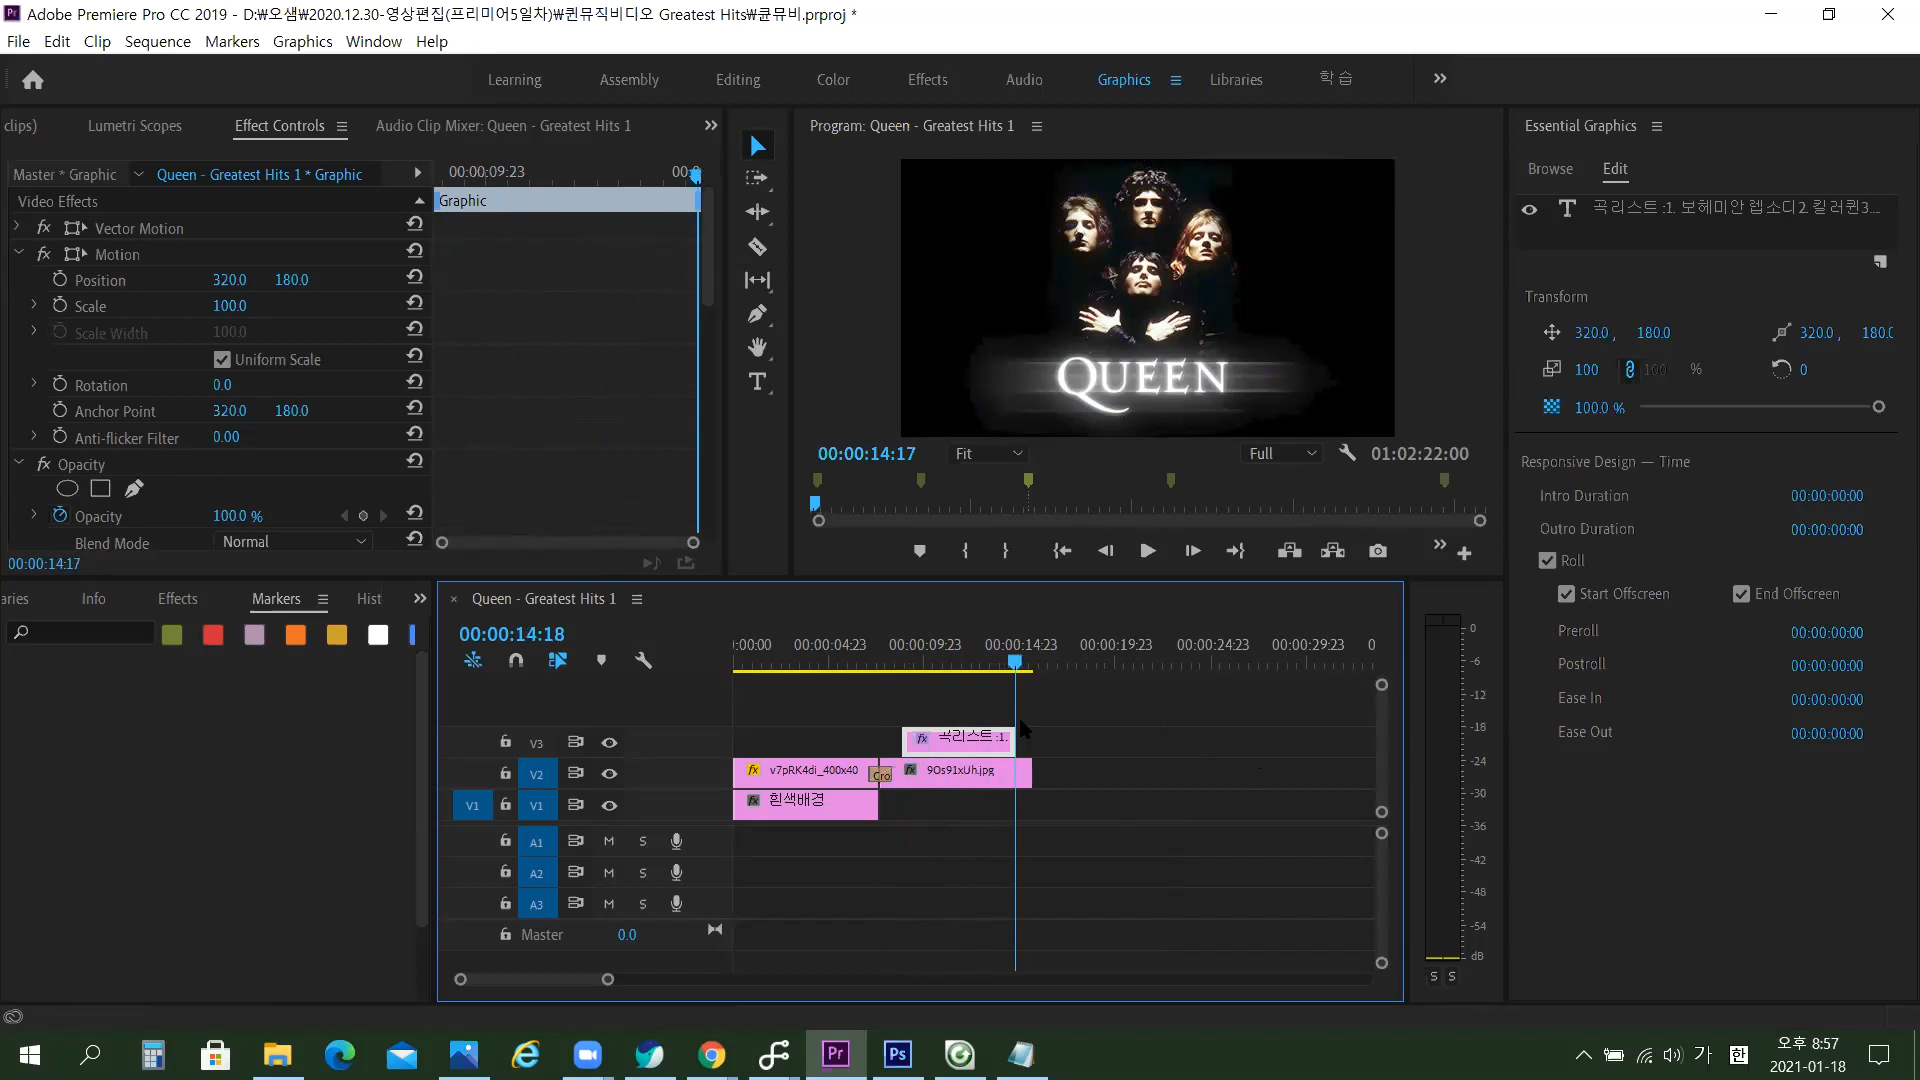 Adobe Premiere Pro CC 2019 - D:₩오샘₩2020.12.30-영상편집(프리미어5일차)₩퀸뮤직비디오 Greatest Hits₩큔뮤비.prproj *
File Edit Clip Sequence Markers Graphics Window Help
Learning Assembly Editing Color Effects Audio Graphics Libraries 학습
clips) Lumetri Scopes Effect Controls Audio Clip Mixer: Queen - Greatest Hits 1
Program: Queen - Greatest Hits 1
Essential Graphics
Browse Edit
Master * Graphic Queen - Greatest Hits 1 * Graphic 00:00:09:23 00:0
Video Effects Graphic
fx Vector Motion
fx Motion
Position 320.0 180.0
Scale 100.0
Scale Width 100.0
Uniform Scale
Rotation 0.0
Anchor Point 320.0 180.0
Anti-flicker Filter 0.00
fx Opacity
Opacity 100.0 %
Blend Mode Normal
00:00:14:17
QUEEN
00:00:14:17 Fit Full 01:02:22:00
T 곡리스트 :1. 보헤미안 렙소디2. 킬러퀸3....
Transform
320.0 , 180.0 320.0 , 180.0
100 100 % 0
100.0 %
Responsive Design — Time
Intro Duration 00:00:00:00
Outro Duration 00:00:00:00
Roll
Start Offscreen End Offscreen
Preroll 00:00:00:00
Postroll 00:00:00:00
Ease In 00:00:00:00
Ease Out 00:00:00:00
aries Info Effects Markers Hist
× Queen - Greatest Hits 1
00:00:14:18
:00:00 00:00:04:23 00:00:09:23 00:00:14:23 00:00:19:23 00:00:24:23 00:00:29:23 0
V3 fx 곡리스트 :1.
V2 fx v7pRK4di_400x40 Cro fx 9Os91xUh.jpg
V1 V1 fx 흰색배경
A1 M S
A2 M S
A3 M S
Master 0.0
0
-6
-12
-18
-24
-30
-36
-42
-48
-54
dB
S S
Pr Ps 가 한
오후 8:57
2021-01-18